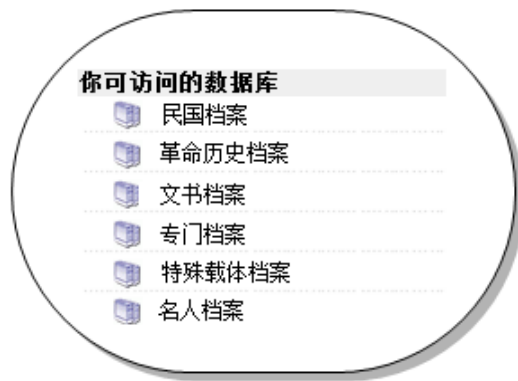 你可访问的数据库
民国档案
革命历史档案
文书档案
专门档案
特殊载体档案
名人档案